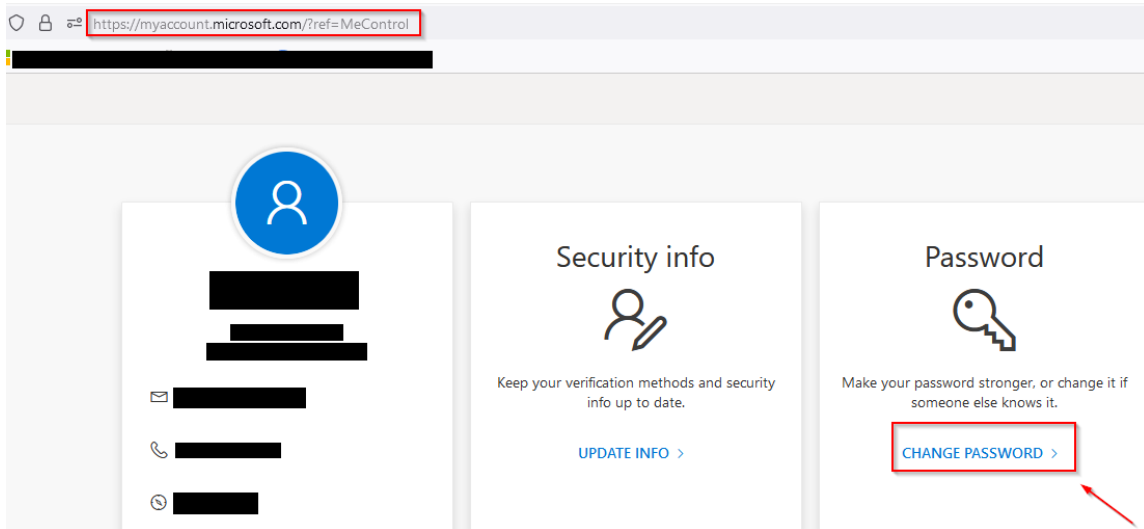 https://myaccount.microsoft.com/?ref=MeControl
Security info
Keep your verification methods and security
info up to date.
UPDATE INFO >
Password
Make your password stronger, or change it if
someone else knows it.
CHANGE PASSWORD >